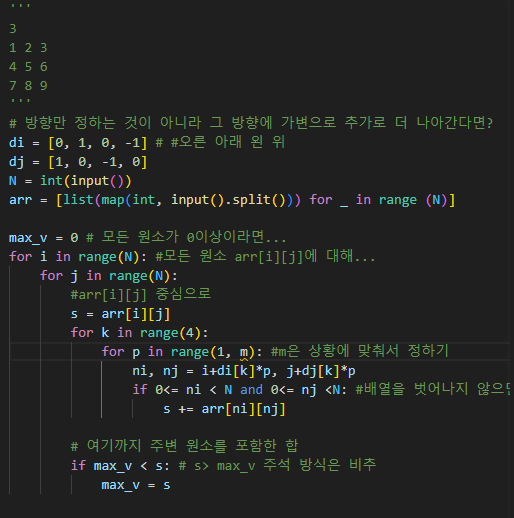 '''
3
1 2 3
4 5 6
7 8 9
'''
# 방향만 정하는 것이 아니라 그 방향에 가변으로 추가로 더 나아간다면?
di = [0, 1, 0, -1] # #오른 아래 왼 위
dj = [1, 0, -1, 0]
N = int(input())
arr = [list(map(int, input().split())) for _ in range (N)]
max_v = 0 # 모든 원소가 0이상이라면...
for i in range(N): #모든 원소 arr[i][j]에 대해...
for j in range(N):
#arr[i][j] 중심으로
s = arr[i][j]
for k in range(4):
for p in range(1, m): #m은 상황에 맞춰서 정하기
ni, nj = i+di[k]*p, j+dj[k]*p
if 0<= ni < N and 0<= nj <N: #배열을 벗어나지
s += arr[ni][nj]
# 여기까지 주변 원소를 포함한 합
if max_v < s: # s> max_v 주석 방식은 비추
max_v = s